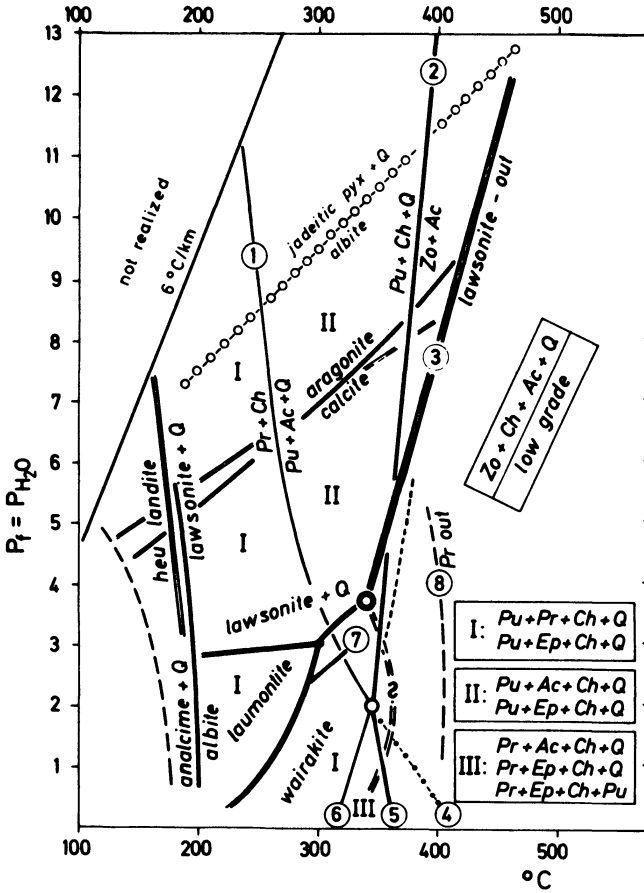 100 200 300 400 500
13
12
11
10
9
8
7
6
5
4
3
2
1
P_f = P_H₂O
not realized
6 °C/km
1
2
jadeitic pyx + Q
albite
Pu + Ch + Q
Zo + Ac
lawsonite - out
II
I
aragonite
calcite
3
Pr + Ch
Pu + Ac + Q
Zo + Ch + Ac + Q
low grade
heulandite
lawsonite + Q
II
I
Pr out
8
lawsonite + Q
7
I
laumontite
analcime + Q
albite
wairakite
I
III
6
5
4
I: Pu + Pr + Ch + Q
Pu + Ep + Ch + Q
II: Pu + Ac + Ch + Q
Pu + Ep + Ch + Q
III: Pr + Ac + Ch + Q
Pr + Ep + Ch + Q
Pr + Ep + Ch + Pu
100 200 300 400 500
°C